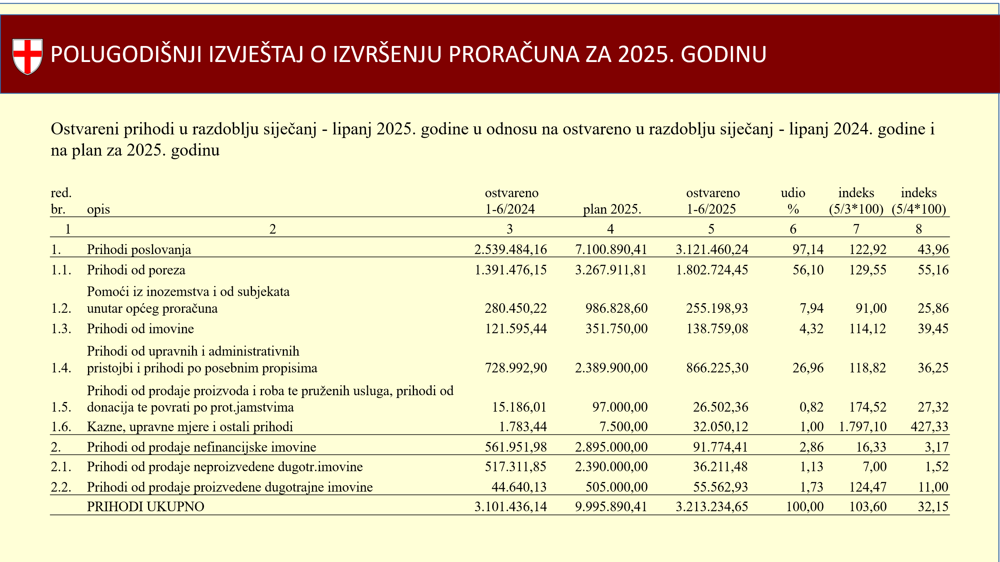 POLUGODIŠNJI IZVJEŠTAJ O IZVRŠENJU PRORAČUNA ZA 2025. GODINU
Ostvareni prihodi u razdoblju siječanj - lipanj 2025. godine u odnosu na ostvareno u razdoblju siječanj - lipanj 2024. godine i
na plan za 2025. godinu
red. ostvareno ostvareno udio indeks indeks
br. opis 1-6/2024 plan 2025. 1-6/2025 % (5/3*100) (5/4*100)
1 2 3 4 5 6 7 8
1. Prihodi poslovanja 2.539.484,16 7.100.890,41 3.121.460,24 97,14 122,92 43,96
1.1. Prihodi od poreza 1.391.476,15 3.267.911,81 1.802.724,45 56,10 129,55 55,16
Pomoći iz inozemstva i od subjekata
1.2. unutar općeg proračuna 280.450,22 986.828,60 255.198,93 7,94 91,00 25,86
1.3. Prihodi od imovine 121.595,44 351.750,00 138.759,08 4,32 114,12 39,45
Prihodi od upravnih i administrativnih
1.4. pristojbi i prihodi po posebnim propisima 728.992,90 2.389.900,00 866.225,30 26,96 118,82 36,25
Prihodi od prodaje proizvoda i roba te pruženih usluga, prihodi od
1.5. donacija te povrati po prot.jamstvima 15.186,01 97.000,00 26.502,36 0,82 174,52 27,32
1.6. Kazne, upravne mjere i ostali prihodi 1.783,44 7.500,00 32.050,12 1,00 1.797,10 427,33
2. Prihodi od prodaje nefinancijske imovine 561.951,98 2.895.000,00 91.774,41 2,86 16,33 3,17
2.1. Prihodi od prodaje neproizvedene dugotr.imovine 517.311,85 2.390.000,00 36.211,48 1,13 7,00 1,52
2.2. Prihodi od prodaje proizvedene dugotrajne imovine 44.640,13 505.000,00 55.562,93 1,73 124,47 11,00
PRIHODI UKUPNO 3.101.436,14 9.995.890,41 3.213.234,65 100,00 103,60 32,15